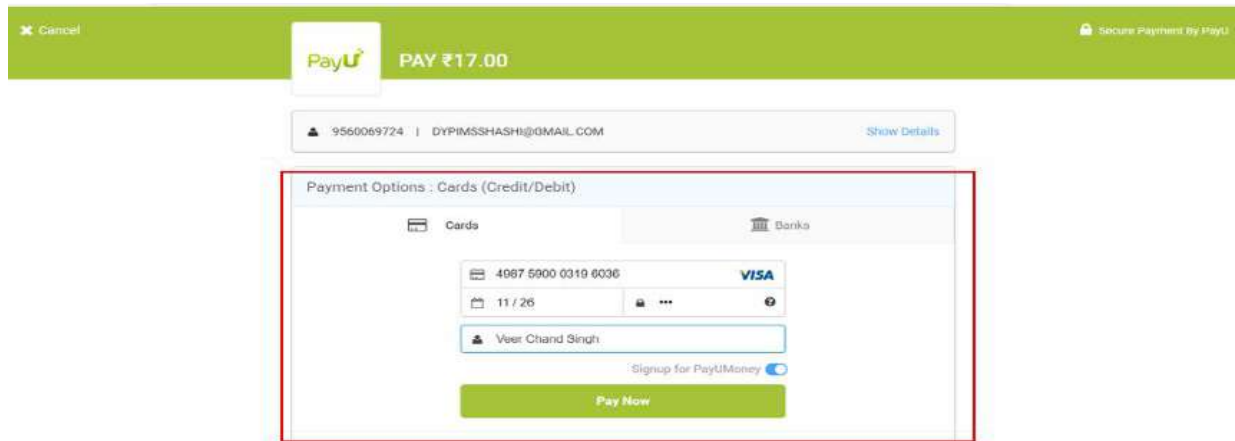 ✖ Cancel
Secure Payment By PayU
PayU PAY ₹17.00
9560069724 | DYPIMSSHASHI@GMAIL.COM Show Details
Payment Options : Cards (Credit/Debit)
Cards Banks
4987 5900 0319 6036 VISA
11 / 26 •••
Veer Chand Singh
Signup for PayUMoney
Pay Now